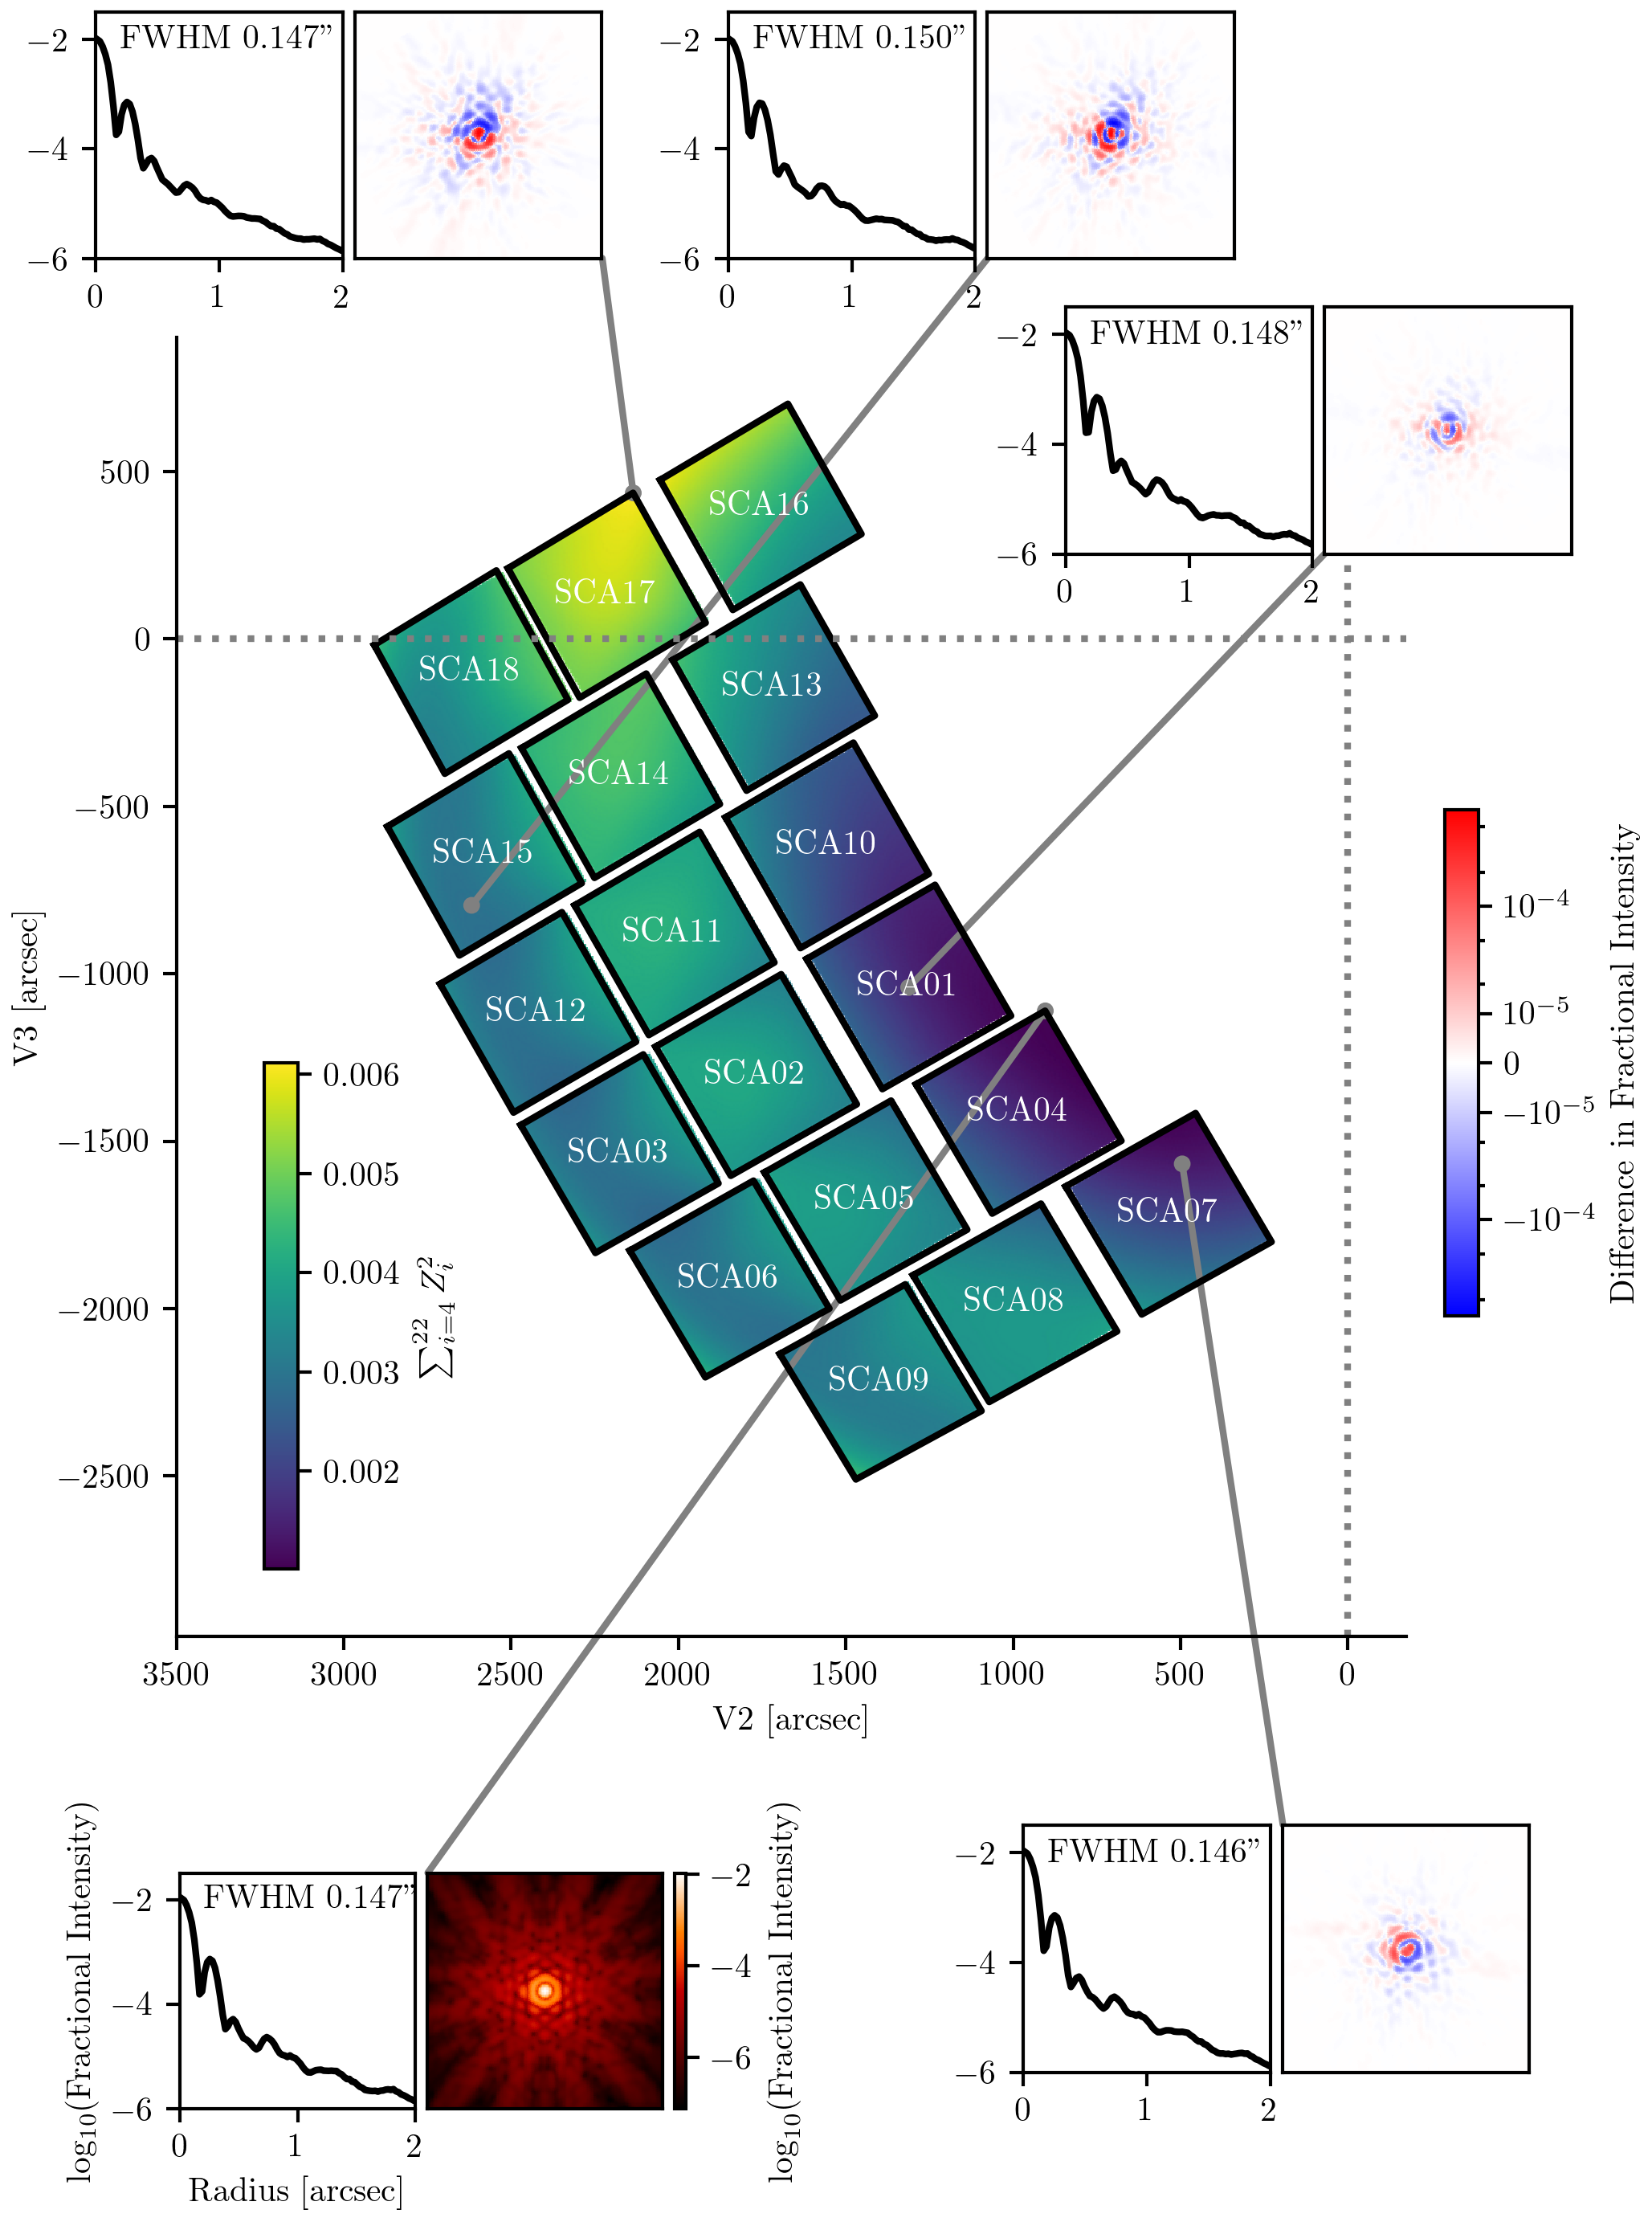 FWHM 0.147”
−2
−4
−6
0 1 2
FWHM 0.150”
−2
−4
−6
0 1 2
FWHM 0.148”
−2
−4
−6
0 1 2
V3 [arcsec]
500
0
−500
−1000
−1500
−2000
−2500
3500 3000 2500 2000 1500 1000 500 0
V2 [arcsec]
SCA16
SCA17
SCA18
SCA13
SCA14
SCA15
SCA10
SCA11
SCA12
SCA01
SCA02
SCA03
SCA04
SCA05
SCA06
SCA07
SCA08
SCA09
0.006
0.005
0.004
0.003
0.002
∑²²ᵢ₌₄ Zᵢ²
10⁻⁴
10⁻⁵
0
−10⁻⁵
−10⁻⁴
Difference in Fractional Intensity
FWHM 0.147”
−2
−4
−6
0 1 2
Radius [arcsec]
log₁₀(Fractional Intensity)
−2
−4
−6
log₁₀(Fractional Intensity)
FWHM 0.146”
−2
−4
−6
0 1 2